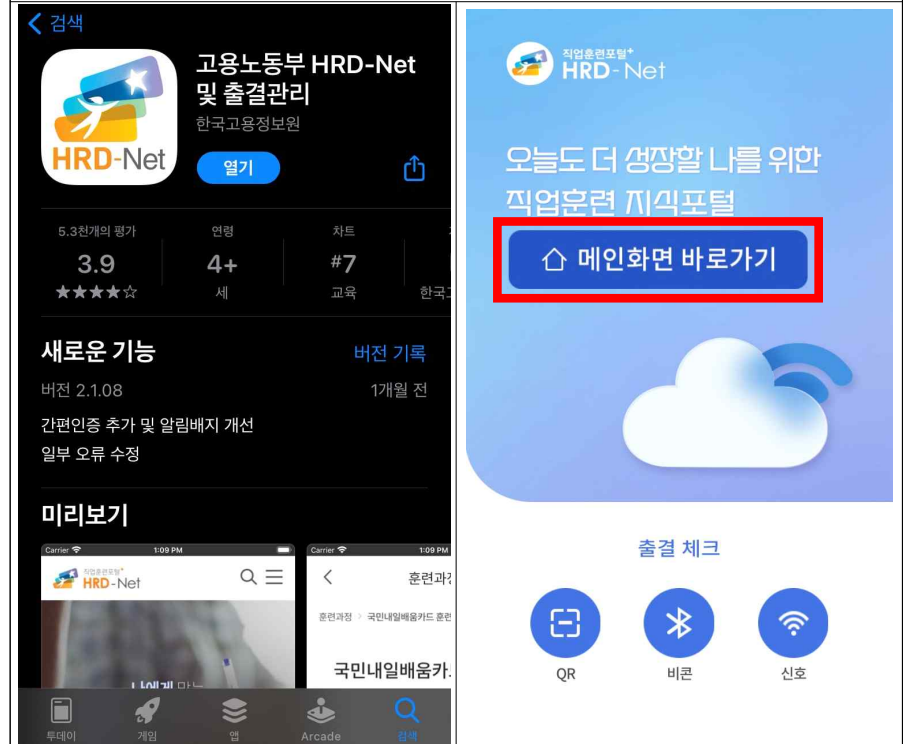 검색
고용노동부 HRD-Net
및 출결관리
한국고용정보원
HRD-Net
열기
5.3천개의 평가
연령
차트
3.9
4+
#7
★★★★☆
세
교육
한국
새로운 기능
버전 기록
버전 2.1.08
1개월 전
간편인증 추가 및 알림배지 개선
일부 오류 수정
미리보기
Carrier
1:09 PM
직업훈련포털+
HRD-Net
나에게 맞는
Carrier
1:09 PM
훈련과정
훈련과정 > 국민내일배움카드 훈련
국민내일배움카
투데이
게임
앱
Arcade
검색
직업훈련포털+
HRD-Net
오늘도 더 성장할 나를 위한
직업훈련 지식포털
메인화면 바로가기
출결 체크
QR
비콘
신호